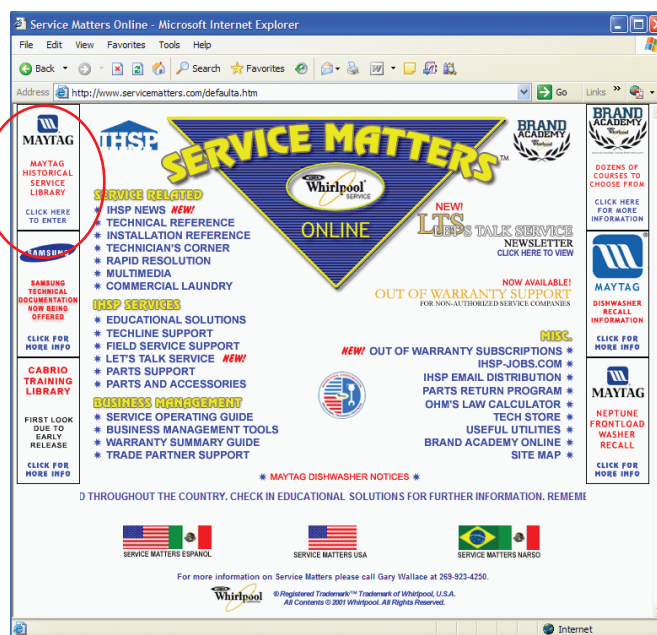 Service Matters Online - Microsoft Internet Explorer
File Edit View Favorites Tools Help
Back Search Favorites
Address http://www.servicematters.com/defaulta.htm Go Links »
MAYTAG
MAYTAG
HISTORICAL
SERVICE
LIBRARY
CLICK HERE
TO ENTER
SAMSUNG
SAMSUNG
TECHNICAL
DOCUMENTATION
NOW BEING
OFFERED
CLICK FOR
MORE INFO
CABRIO
TRAINING
LIBRARY
FIRST LOOK
DUE TO
EARLY
RELEASE
CLICK FOR
MORE INFO
IHSP
SERVICE MATTERS™
Whirlpool
SERVICE
ONLINE
BRAND
ACADEMY
Whirlpool
SERVICE RELATED
* IHSP NEWS NEW!
* TECHNICAL REFERENCE
* INSTALLATION REFERENCE
* TECHNICIAN'S CORNER
* RAPID RESOLUTION
* MULTIMEDIA
* COMMERCIAL LAUNDRY
IHSP SERVICES
* EDUCATIONAL SOLUTIONS
* TECHLINE SUPPORT
* FIELD SERVICE SUPPORT
* LET'S TALK SERVICE NEW!
* PARTS SUPPORT
* PARTS AND ACCESSORIES
BUSINESS MANAGEMENT
* SERVICE OPERATING GUIDE
* BUSINESS MANAGEMENT TOOLS
* WARRANTY SUMMARY GUIDE
* TRADE PARTNER SUPPORT
NEW!
LTS
LET'S TALK SERVICE
NEWSLETTER
CLICK HERE TO VIEW
NOW AVAILABLE!
OUT OF WARRANTY SUPPORT
FOR NON-AUTHORIZED SERVICE COMPANIES
MISC.
NEW! OUT OF WARRANTY SUBSCRIPTIONS *
IHSP-JOBS.COM *
IHSP EMAIL DISTRIBUTION *
PARTS RETURN PROGRAM *
OHM'S LAW CALCULATOR *
TECH STORE *
USEFUL UTILITIES *
BRAND ACADEMY ONLINE *
SITE MAP *
BRAND
ACADEMY
Whirlpool
DOZENS OF
COURSES TO
CHOOSE FROM
CLICK HERE
FOR MORE
INFORMATION
MAYTAG
DISHWASHER
RECALL
INFORMATION
CLICK FOR
MORE INFO
MAYTAG
NEPTUNE
FRONTLOAD
WASHER
RECALL
CLICK FOR
MORE INFO
* MAYTAG DISHWASHER NOTICES *
D THROUGHOUT THE COUNTRY. CHECK IN EDUCATIONAL SOLUTIONS FOR FURTHER INFORMATION. REMEME
SERVICE MATTERS ESPANOL
SERVICE MATTERS USA
SERVICE MATTERS NARSO
For more information on Service Matters please call Gary Wallace at 269-923-4250.
Whirlpool
® Registered Trademark/™ Trademark of Whirlpool, U.S.A.
All Contents © 2001 Whirlpool. All Rights Reserved.
Internet